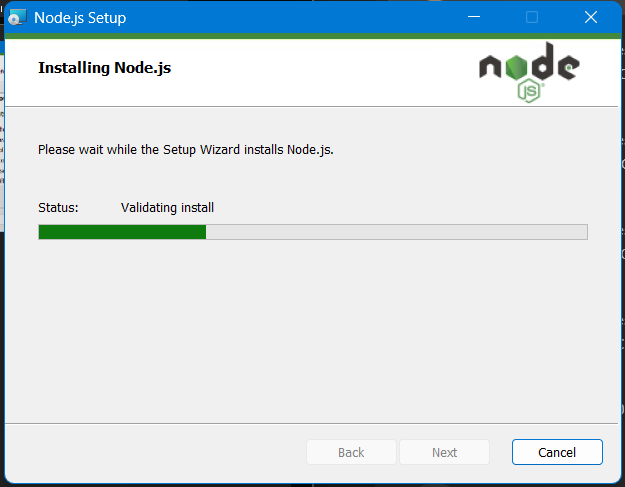 Node.js Setup
Installing Node.js
node
JS
Please wait while the Setup Wizard installs Node.js.
Status: Validating install
Back Next Cancel